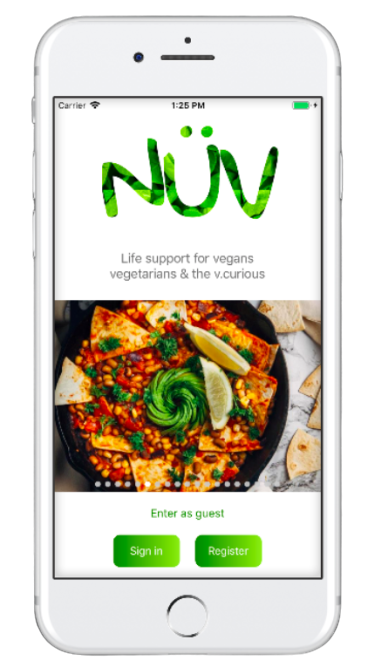 Carrier 1:25 PM
NÜV
Life support for vegans
vegetarians & the v.curious
Enter as guest
Sign in Register